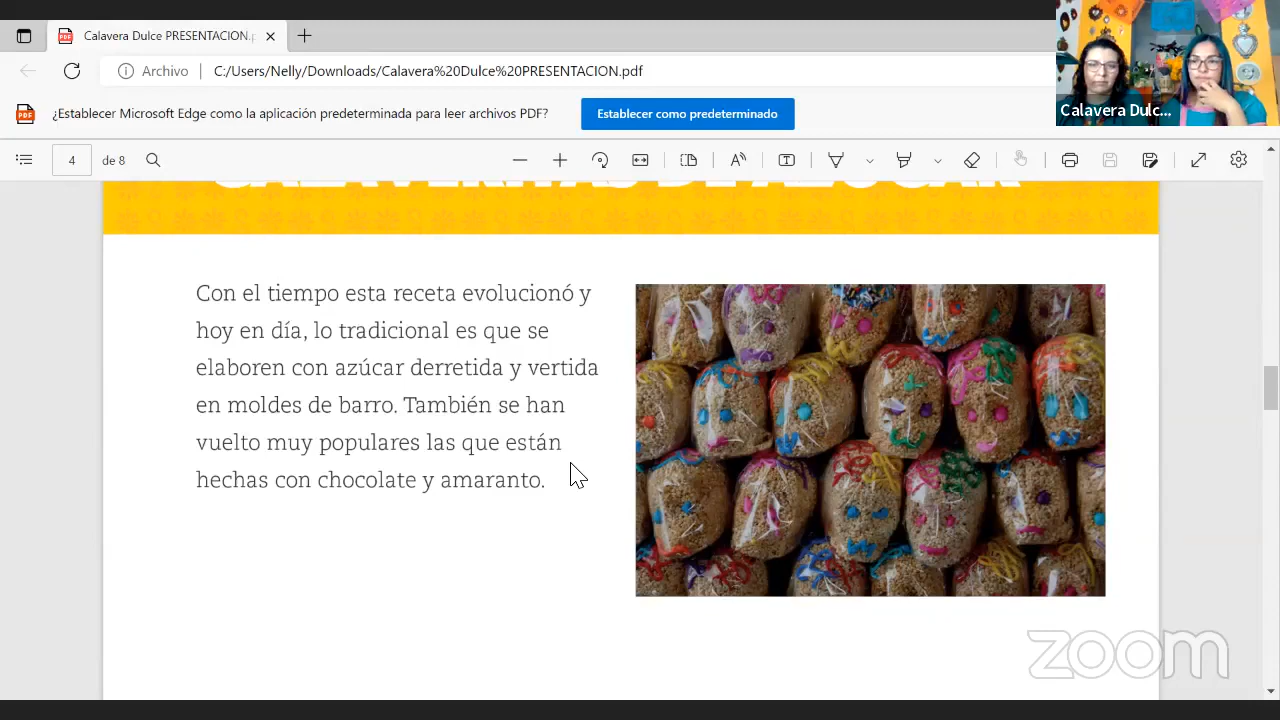 Calavera Dulce PRESENTACION.p
Archivo
C:/Users/Nelly/Downloads/Calavera%20Dulce%20PRESENTACION.pdf
¿Establecer Microsoft Edge como la aplicación predeterminada para leer archivos PDF?
Establecer como predeterminado
Calavera Dulc...
4 de 8
CALAVERITAS DE AZÚCAR
Con el tiempo esta receta evolucionó y
hoy en día, lo tradicional es que se
elaboren con azúcar derretida y vertida
en moldes de barro. También se han
vuelto muy populares las que están
hechas con chocolate y amaranto.
zoom